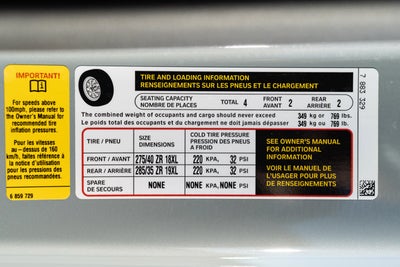 IMPORTANT!
For speeds above
100mph, please refer
to the Owner's Manual for
recommended tire
inflation pressures.
Pour les vitesses
au-dessus de 160
km/h, faites référence à
la notice d'utilisation
pour les pressions des
pneus recommandées.
6 859 729
TIRE AND LOADING INFORMATION
RENSEIGNEMENTS SUR LES PNEUS ET LE CHARGEMENT
SEATING CAPACITY
NOMBRE DE PLACES
TOTAL 4
FRONT
AVANT 2
REAR
ARRIÈRE 2
The combined weight of occupants and cargo should never exceed 349 kg or 769 lbs.
Le poids total des occupants et du chargement ne doit jamais dépasser 349 kg ou 769 lb.
TIRE / PNEU
SIZE
DIMENSIONS
COLD TIRE PRESSURE
PRESSION DES PNEUS
A FROID
FRONT / AVANT 275/40 ZR 18XL 220 KPA, 32 PSI
REAR / ARRIÈRE 285/35 ZR 19XL 220 KPA, 32 PSI
SPARE
DE SECOURS
NONE NONE KPA, NONE PSI
SEE OWNER'S MANUAL
FOR ADDITIONAL
INFORMATION
VOIR LE MANUEL DE
L'USAGER POUR PLUS
DE RENSEIGNEMENTS
7 883 329